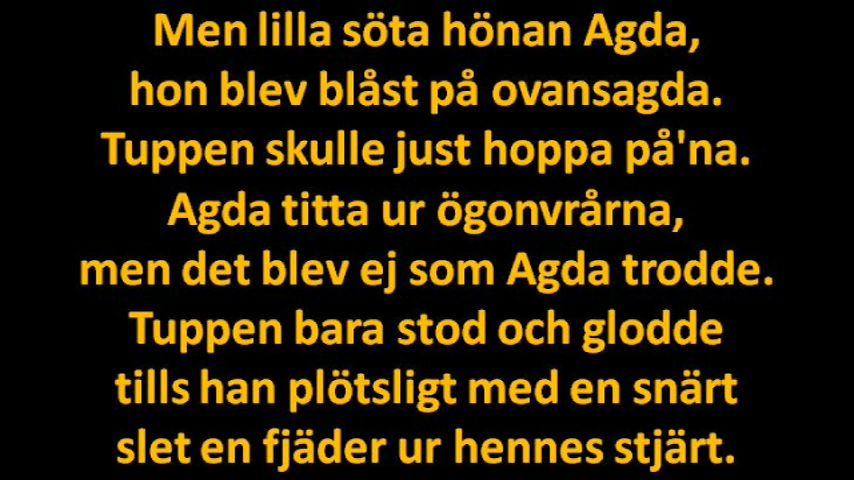 Men lilla söta hönan Agda,
hon blev blåst på ovansagda.
Tuppen skulle just hoppa på'na.
Agda titta ur ögonvrårna,
men det blev ej som Agda trodde.
Tuppen bara stod och glodde
tills han plötsligt med en snärt
slet en fjäder ur hennes stjärt.